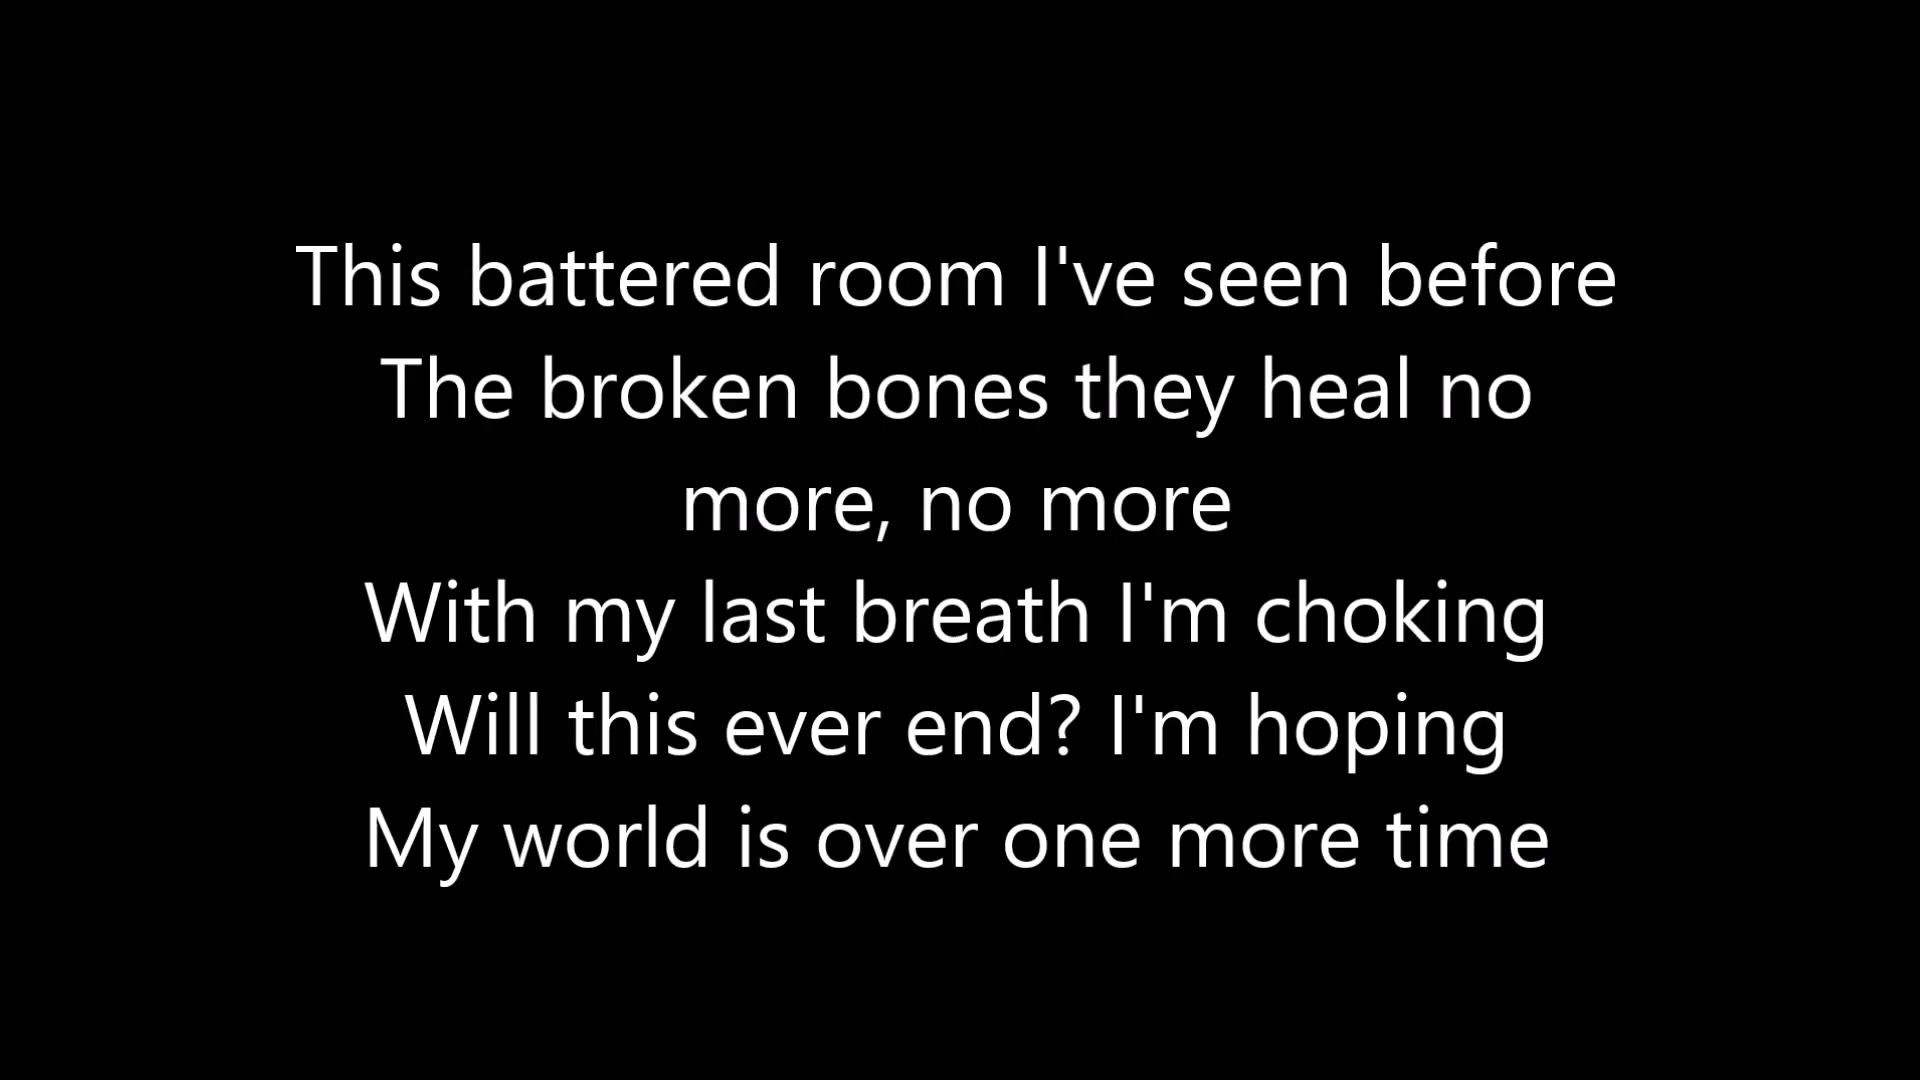 This battered room I've seen before
The broken bones they heal no
more, no more
With my last breath I'm choking
Will this ever end? I'm hoping
My world is over one more time